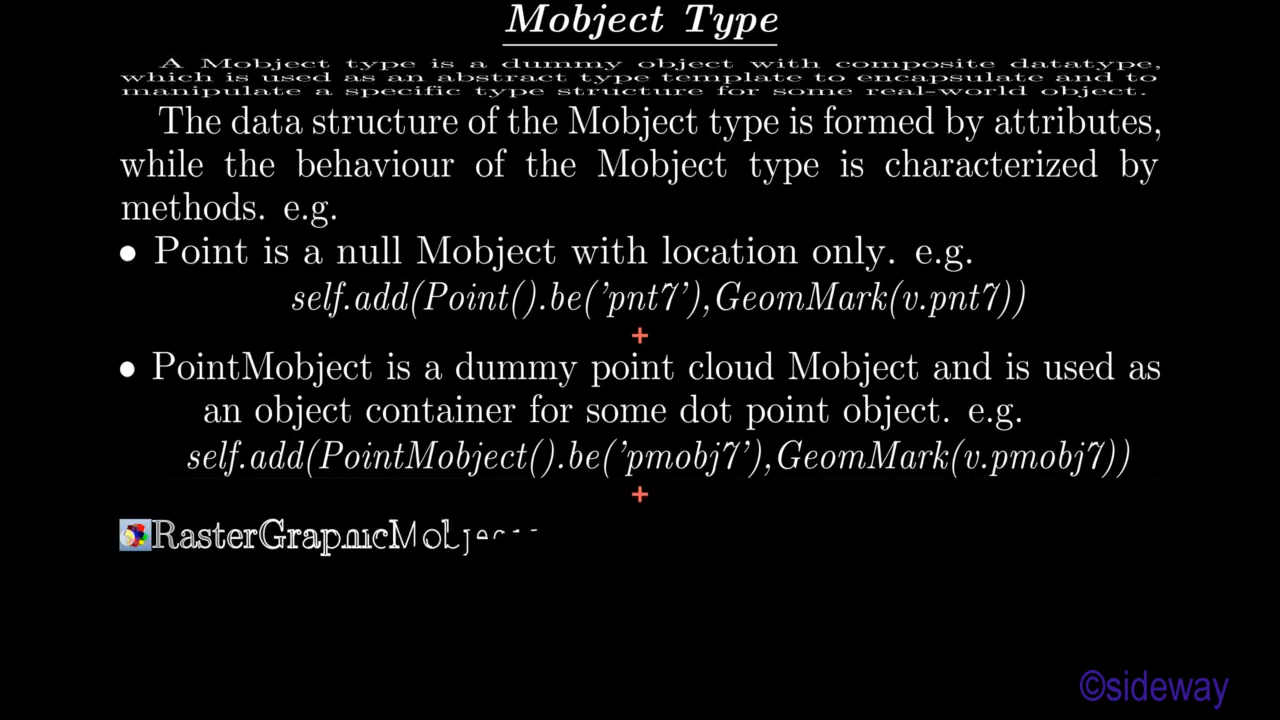 Mobject Type
A Mobject type is a dummy object with composite datatype,
which is used as an abstract type template to encapsulate and to
manipulate a specific type structure for some real-world object.
The data structure of the Mobject type is formed by attributes,
while the behaviour of the Mobject type is characterized by
methods. e.g.
• Point is a null Mobject with location only. e.g.
self.add(Point().be('pnt7'),GeomMark(v.pnt7))
+
• PointMobject is a dummy point cloud Mobject and is used as
an object container for some dot point object. e.g.
self.add(PointMobject().be('pmobj7'),GeomMark(v.pmobj7))
+
©sideway